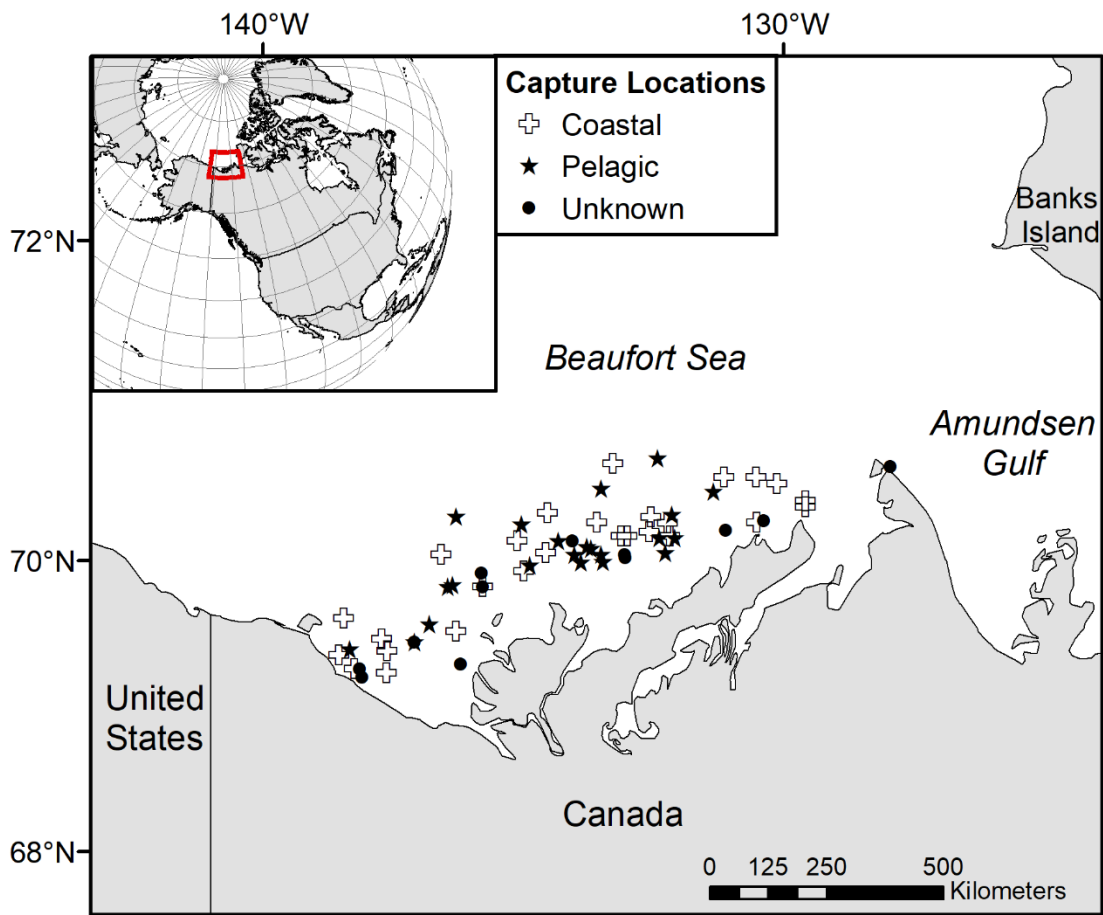 140°W
130°W
Capture Locations
Coastal
Pelagic
Unknown
72°N
Banks
Island
Beaufort Sea
Amundsen
Gulf
70°N
United
States
Canada
68°N
0 125 250 500
Kilometers